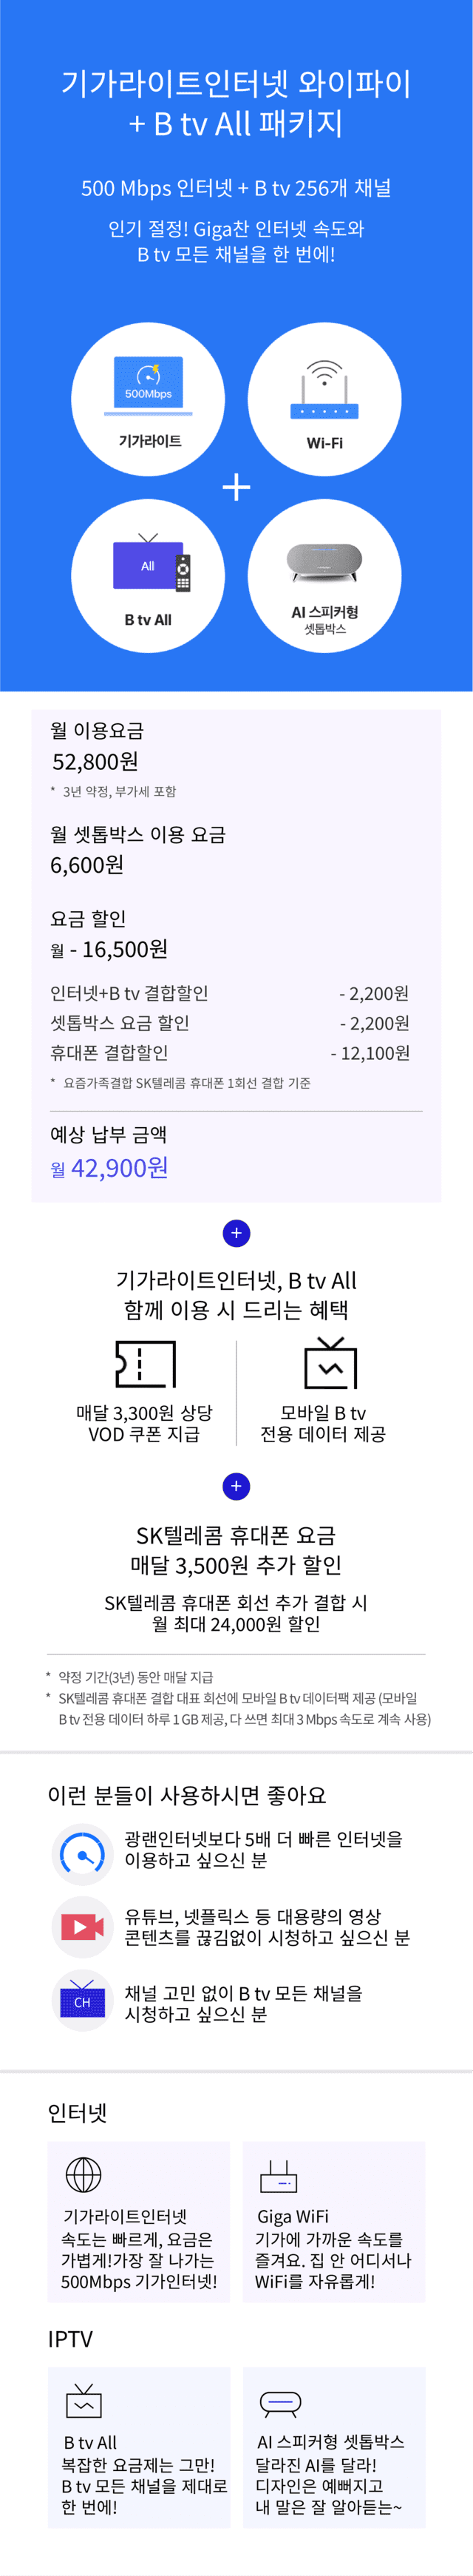 기가라이트인터넷 와이파이
+ B tv All 패키지
500 Mbps 인터넷 + B tv 256개 채널
인기 절정! Giga찬 인터넷 속도와
B tv 모든 채널을 한 번에!
500Mbps
기가라이트
Wi-Fi
+
All
B tv All
AI 스피커형
셋톱박스
월 이용요금
52,800원
* 3년 약정, 부가세 포함
월 셋톱박스 이용 요금
6,600원
요금 할인
월 - 16,500원
인터넷+B tv 결합할인 - 2,200원
셋톱박스 요금 할인 - 2,200원
휴대폰 결합할인 - 12,100원
* 요즘가족결합 SK텔레콤 휴대폰 1회선 결합 기준
예상 납부 금액
월 42,900원
+
기가라이트인터넷, B tv All
함께 이용 시 드리는 혜택
매달 3,300원 상당
VOD 쿠폰 지급
모바일 B tv
전용 데이터 제공
+
SK텔레콤 휴대폰 요금
매달 3,500원 추가 할인
SK텔레콤 휴대폰 회선 추가 결합 시
월 최대 24,000원 할인
* 약정 기간(3년) 동안 매달 지급
* SK텔레콤 휴대폰 결합 대표 회선에 모바일 B tv 데이터팩 제공 (모바일
B tv 전용 데이터 하루 1 GB 제공, 다 쓰면 최대 3 Mbps 속도로 계속 사용)
이런 분들이 사용하시면 좋아요
광랜인터넷보다 5배 더 빠른 인터넷을
이용하고 싶으신 분
유튜브, 넷플릭스 등 대용량의 영상
콘텐츠를 끊김없이 시청하고 싶으신 분
CH
채널 고민 없이 B tv 모든 채널을
시청하고 싶으신 분
인터넷
기가라이트인터넷
속도는 빠르게, 요금은
가볍게!가장 잘 나가는
500Mbps 기가인터넷!
Giga WiFi
기가에 가까운 속도를
즐겨요. 집 안 어디서나
WiFi를 자유롭게!
IPTV
B tv All
복잡한 요금제는 그만!
B tv 모든 채널을 제대로
한 번에!
AI 스피커형 셋톱박스
달라진 AI를 달라!
디자인은 예뻐지고
내 말은 잘 알아듣는~